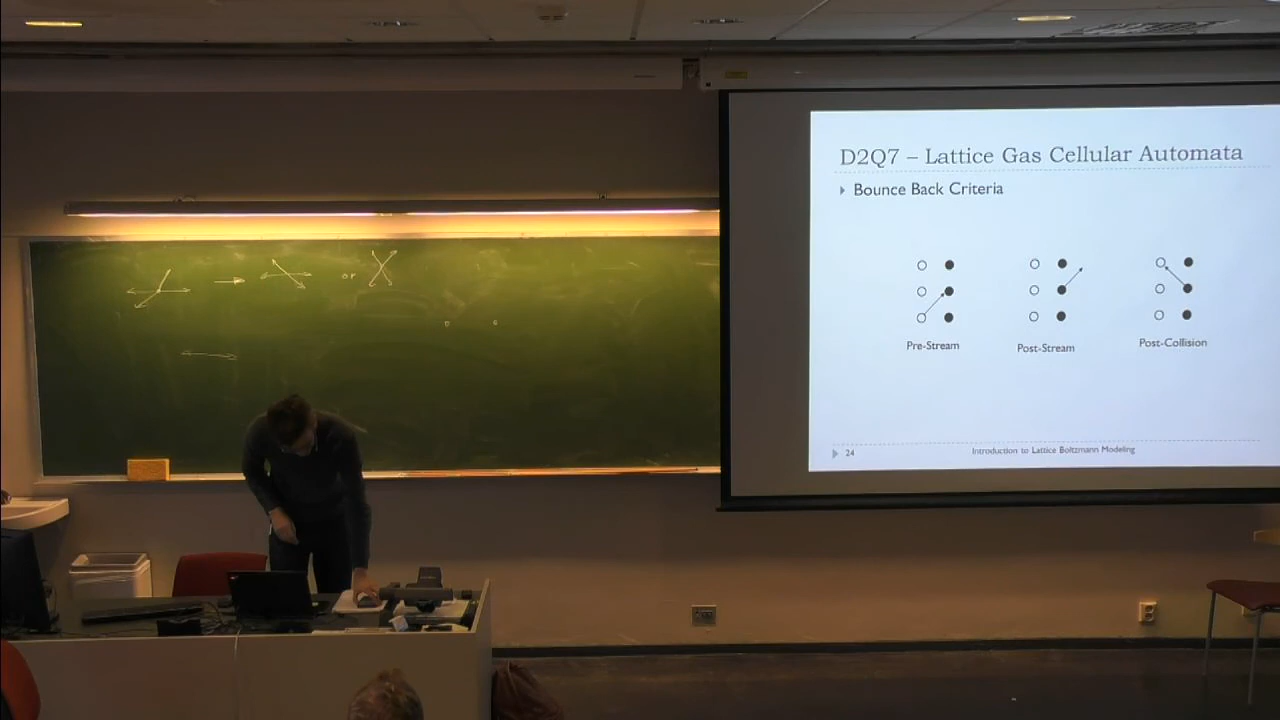 or
D2Q7 – Lattice Gas Cellular Automata
Bounce Back Criteria
Pre-Stream
Post-Stream
Post-Collision
24
Introduction to Lattice Boltzmann Modeling